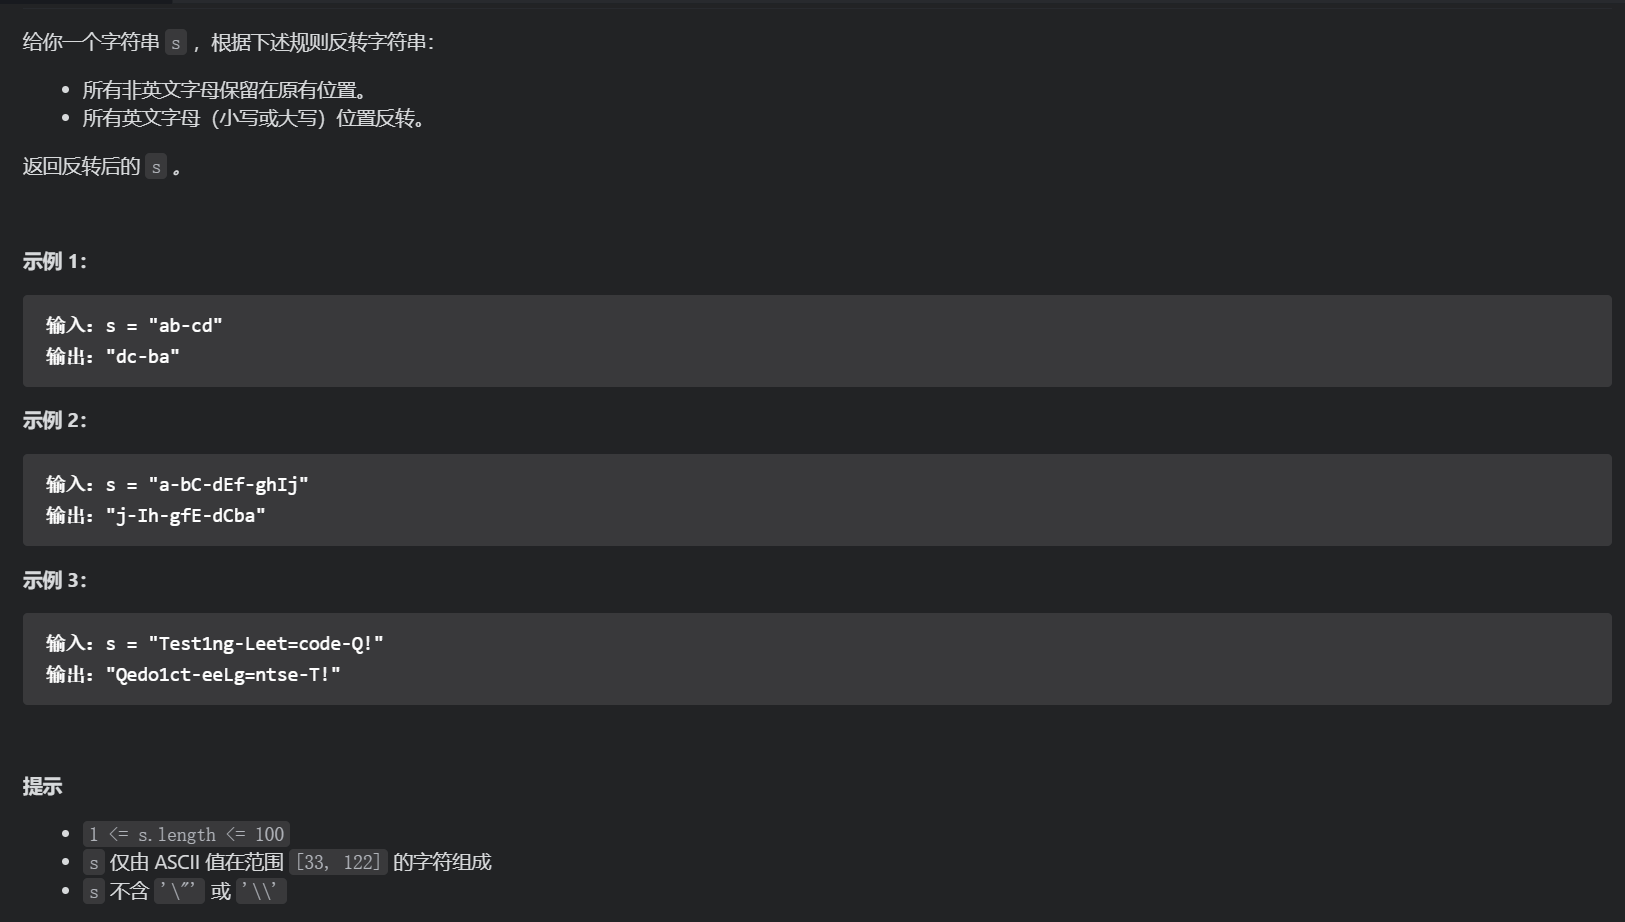 给你一个字符串 s ，根据下述规则反转字符串：
• 所有非英文字母保留在原有位置。
• 所有英文字母（小写或大写）位置反转。
返回反转后的 s 。
示例 1：
输入：s = "ab-cd"
输出："dc-ba"
示例 2：
输入：s = "a-bC-dEf-ghIj"
输出："j-Ih-gfE-dCba"
示例 3：
输入：s = "Test1ng-Leet=code-Q!"
输出："Qedo1ct-eeLg=ntse-T!"
提示
• 1 <= s.length <= 100
• s 仅由 ASCII 值在范围 [33, 122] 的字符组成
• s 不含 '\"' 或 '\\'